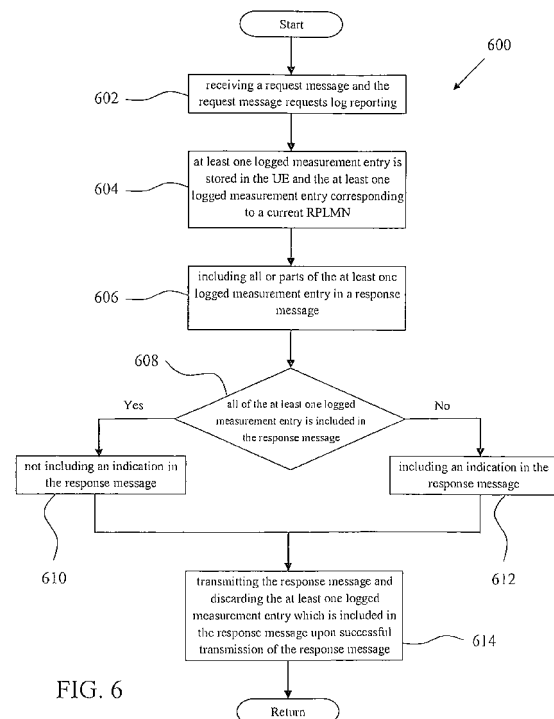 Start
600
602
receiving a request message and the
request message requests log reporting
604
at least one logged measurement entry is
stored in the UE and the at least one
logged measurement entry corresponding
to a current RPLMN
606
including all or parts of the at least one
logged measurement entry in a response
message
608
all of the at least one logged
measurement entry is included in
the response message
Yes
No
not including an indication in
the response message
including an indication in the
response message
610
612
transmitting the response message and
discarding the at least one logged
measurement entry which is included in
the response message upon successful
transmission of the response message
614
Return
FIG. 6